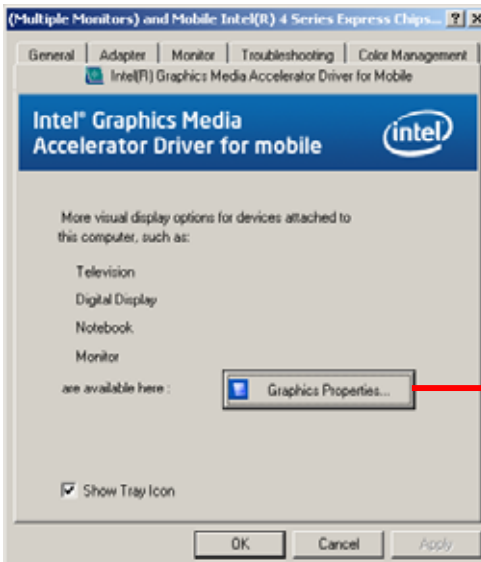 (Multiple Monitors) and Mobile Intel(R) 4 Series Express Chips... ? X
General Adapter Monitor Troubleshooting Color Management
Intel(R) Graphics Media Accelerator Driver for Mobile
Intel® Graphics Media
Accelerator Driver for mobile
intel
More visual display options for devices attached to
this computer, such as:
Television
Digital Display
Notebook
Monitor
are available here :
Graphics Properties...
Show Tray Icon
OK Cancel Apply